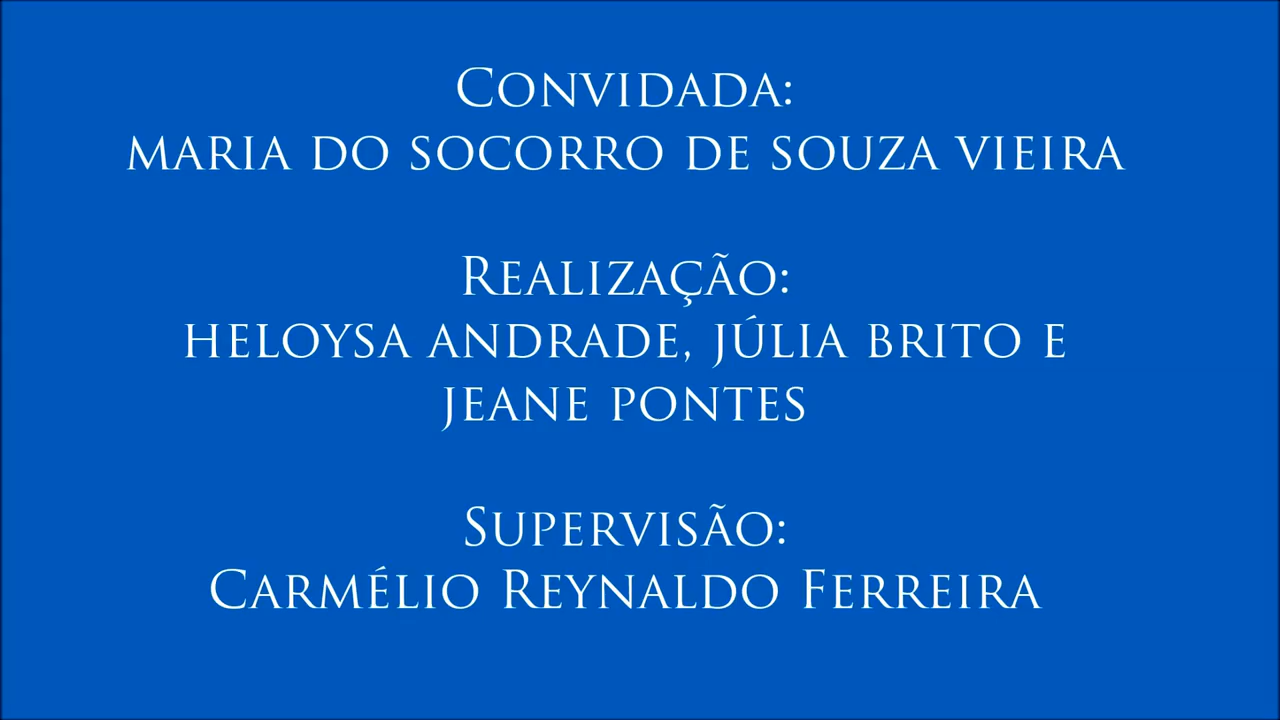 Convidada:
maria do socorro de souza vieira
Realização:
heloysa andrade, júlia brito e
jeane pontes
Supervisão:
Carmélio Reynaldo Ferreira